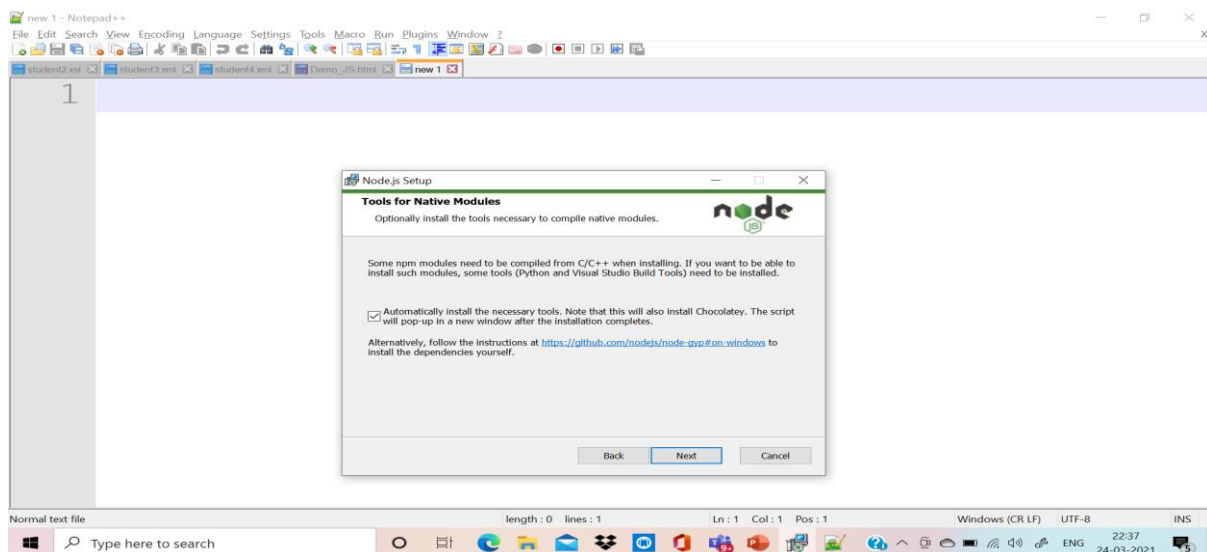 new 1 - Notepad++
File Edit Search View Encoding Language Settings Tools Macro Run Plugins Window ?
X
student2.xsl student3.xml student4.xml Demo_JS.html new 1
1
Node.js Setup
Tools for Native Modules
Optionally install the tools necessary to compile native modules.
node
JS
Some npm modules need to be compiled from C/C++ when installing. If you want to be able to
install such modules, some tools (Python and Visual Studio Build Tools) need to be installed.
Automatically install the necessary tools. Note that this will also install Chocolatey. The script
will pop-up in a new window after the installation completes.
Alternatively, follow the instructions at https://github.com/nodejs/node-gyp#on-windows to
install the dependencies yourself.
Back Next Cancel
Normal text file length : 0 lines : 1 Ln : 1 Col : 1 Pos : 1 Windows (CR LF) UTF-8 INS
Type here to search ENG 22:37
24-03-2021 5